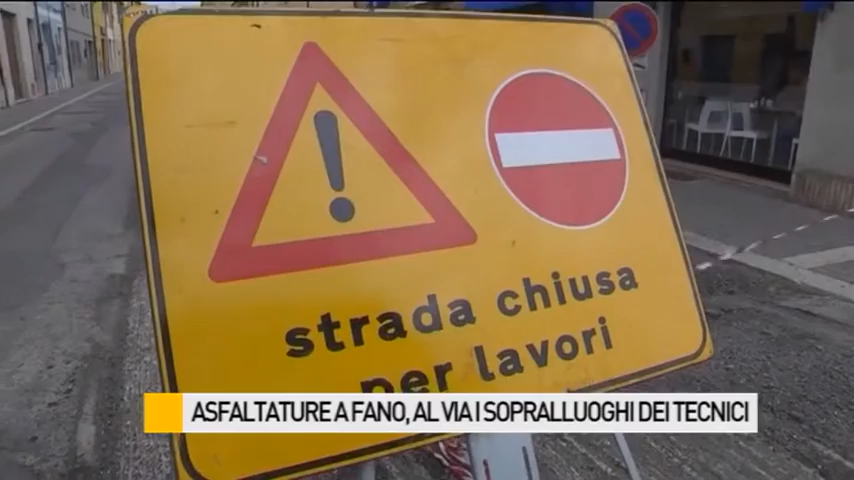 strada chiusa
per lavori
ASFALTATURE A FANO, AL VIA I SOPRALLUOGHI DEI TECNICI